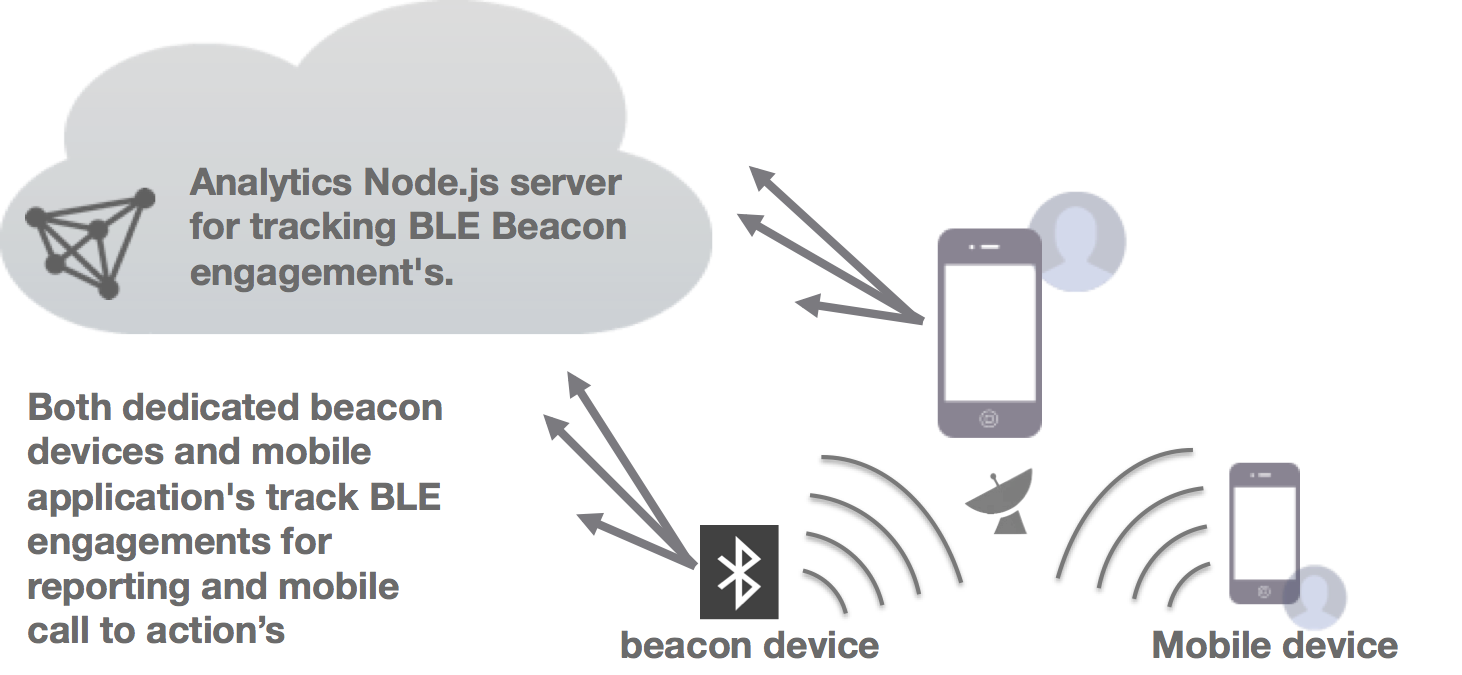 Analytics Node.js server
for tracking BLE Beacon
engagement's.
Both dedicated beacon
devices and mobile
application's track BLE
engagements for
reporting and mobile
call to action’s
beacon device
Mobile device